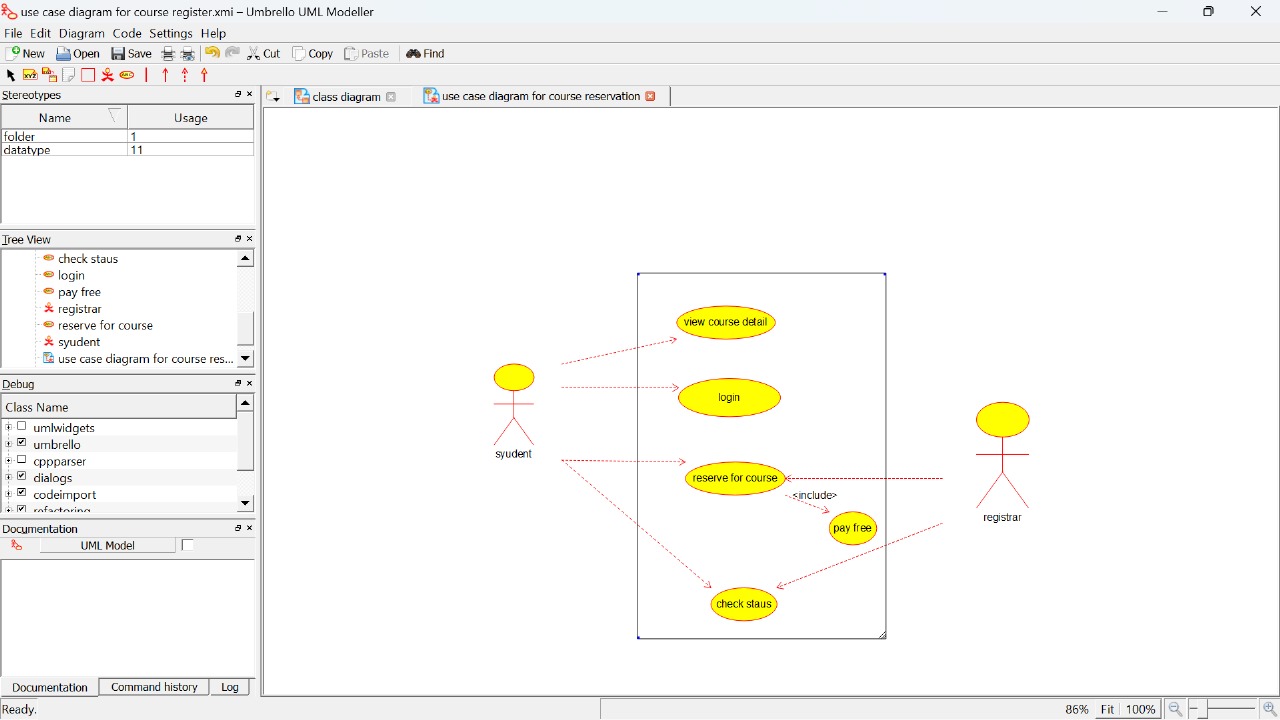 use case diagram for course register.xmi – Umbrello UML Modeller
File Edit Diagram Code Settings Help
New Open Save Cut Copy Paste Find
Stereotypes
Name Usage
folder 1
datatype 11
Tree View
check staus
login
pay free
registrar
reserve for course
syudent
use case diagram for course res...
Debug
Class Name
umlwidgets
umbrello
cppparser
dialogs
codeimport
refactoring
Documentation
UML Model
Documentation Command history Log
Ready.
class diagram use case diagram for course reservation
view course detail
login
syudent
reserve for course
<include>
pay free
registrar
check staus
86% Fit 100%